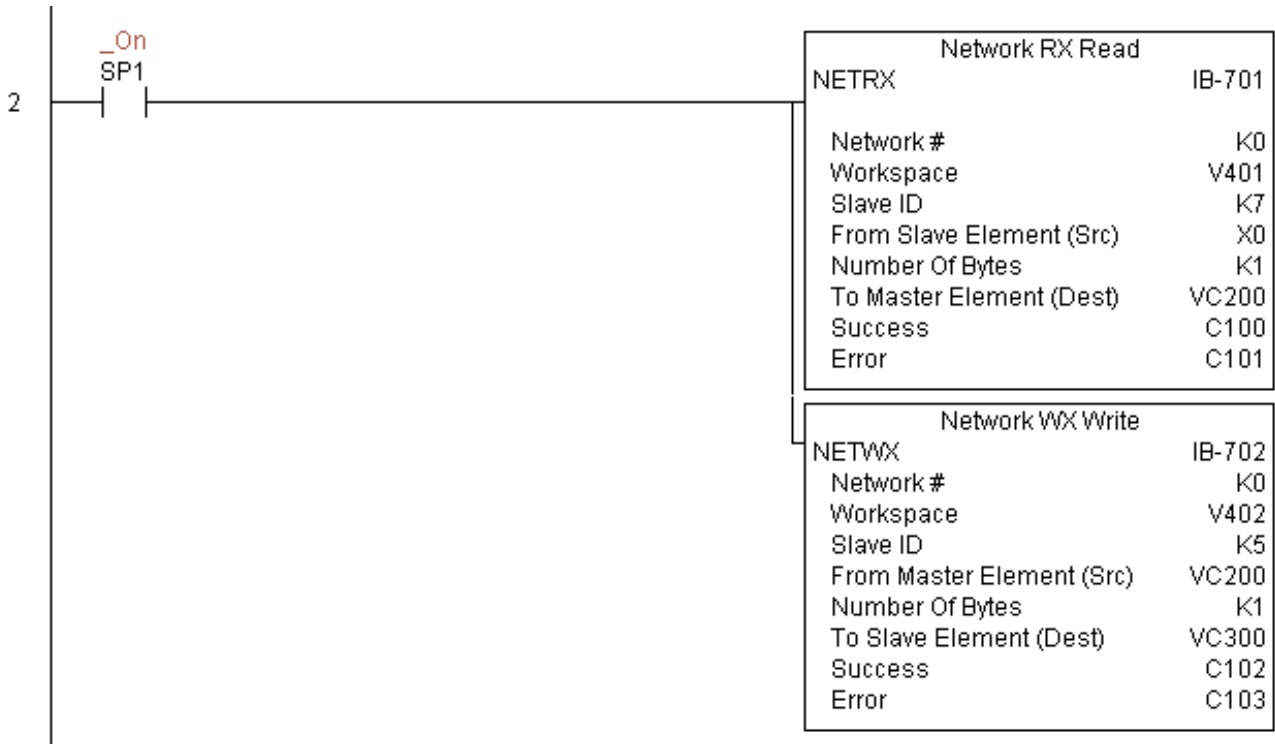 _On
SP1
2
Network RX Read
NETRX IB-701
Network # K0
Workspace V401
Slave ID K7
From Slave Element (Src) X0
Number Of Bytes K1
To Master Element (Dest) VC200
Success C100
Error C101
Network WX Write
NETWX IB-702
Network # K0
Workspace V402
Slave ID K5
From Master Element (Src) VC200
Number Of Bytes K1
To Slave Element (Dest) VC300
Success C102
Error C103